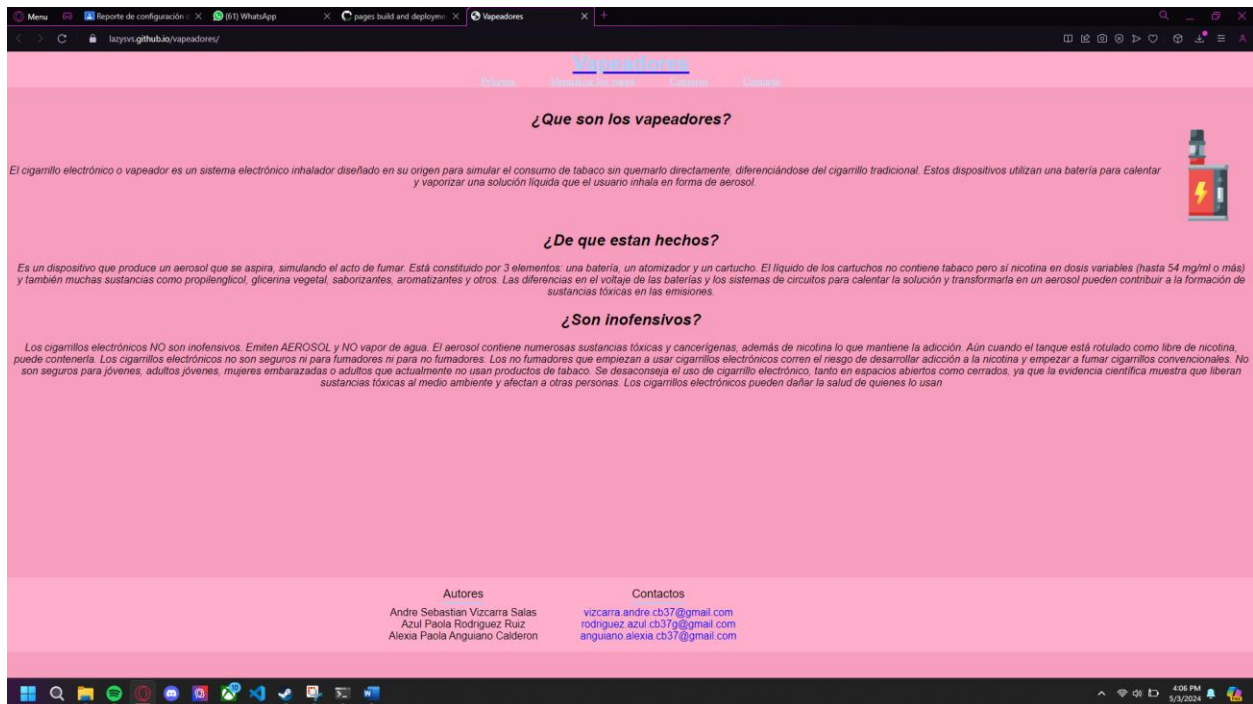 Menu
Reporte de configuración
(61) WhatsApp
pages build and deployme
Vapeadores
lazysvs.github.io/vapeadores/
Vapeadores
Contacto
¿Que son los vapeadores?
El cigarrillo electrónico o vapeador es un sistema electrónico inhalador diseñado en su origen para simular el consumo de tabaco sin quemarlo directamente, diferenciándose del cigarrillo tradicional. Estos dispositivos utilizan una batería para calentar
y vaporizar una solución líquida que el usuario inhala en forma de aerosol.
¿De que estan hechos?
Es un dispositivo que produce un aerosol que se aspira, simulando el acto de fumar. Está constituido por 3 elementos: una batería, un atomizador y un cartucho. El líquido de los cartuchos no contiene tabaco pero sí nicotina en dosis variables (hasta 54 mg/ml o más)
y también muchas sustancias como propilenglicol, glicerina vegetal, saborizantes, aromatizantes y otros. Las diferencias en el voltaje de las baterías y los sistemas de circuitos para calentar la solución y transformarla en un aerosol pueden contribuir a la formación de
sustancias tóxicas en las emisiones.
¿Son inofensivos?
Los cigarrillos electrónicos NO son inofensivos. Emiten AEROSOL y NO vapor de agua. El aerosol contiene numerosas sustancias tóxicas y cancerígenas, además de nicotina lo que mantiene la adicción. Aún cuando el tanque está rotulado como libre de nicotina,
puede contenerla. Los cigarrillos electrónicos no son seguros ni para fumadores ni para no fumadores. Los no fumadores que empiezan a usar cigarrillos electrónicos corren el riesgo de desarrollar adicción a la nicotina y empezar a fumar cigarrillos convencionales. No
son seguros para jóvenes, adultos jóvenes, mujeres embarazadas o adultos que actualmente no usan productos de tabaco. Se desaconseja el uso de cigarrillo electrónico, tanto en espacios abiertos como cerrados, ya que la evidencia científica muestra que liberan
sustancias tóxicas al medio ambiente y afectan a otras personas. Los cigarrillos electrónicos pueden dañar la salud de quienes lo usan
Autores
Contactos
Andre Sebastian Vizcarra Salas
vizcarra.andre.cb37@gmail.com
Azul Paola Rodriguez Ruiz
rodriguez.azul.cb37g@gmail.com
Alexia Paola Anguiano Calderon
anguiano.alexia.cb37@gmail.com
4:06 PM
5/3/2024